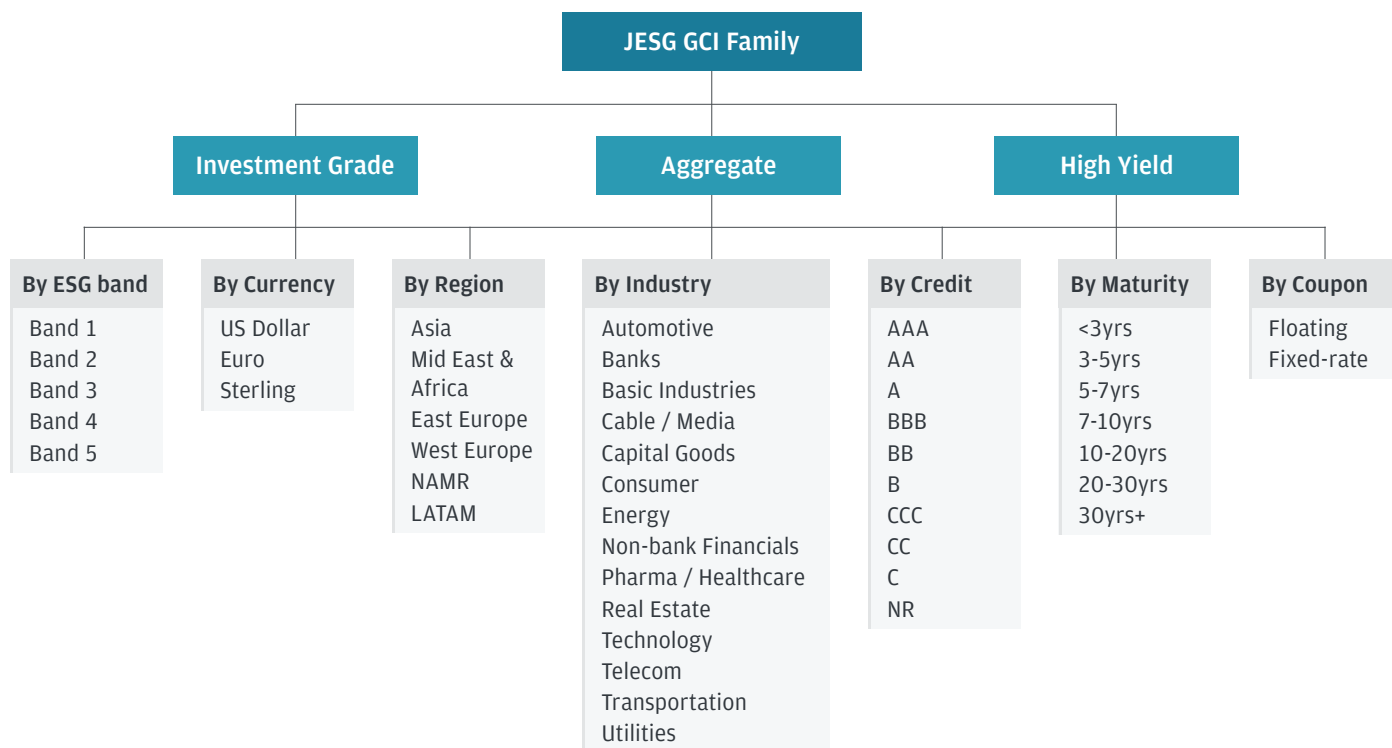 JESG GCI Family
Investment Grade
Aggregate
High Yield
By ESG band
Band 1
Band 2
Band 3
Band 4
Band 5
By Currency
US Dollar
Euro
Sterling
By Region
Asia
Mid East &
Africa
East Europe
West Europe
NAMR
LATAM
By Industry
Automotive
Banks
Basic Industries
Cable / Media
Capital Goods
Consumer
Energy
Non-bank Financials
Pharma / Healthcare
Real Estate
Technology
Telecom
Transportation
Utilities
By Credit
AAA
AA
A
BBB
BB
B
CCC
CC
C
NR
By Maturity
<3yrs
3-5yrs
5-7yrs
7-10yrs
10-20yrs
20-30yrs
30yrs+
By Coupon
Floating
Fixed-rate